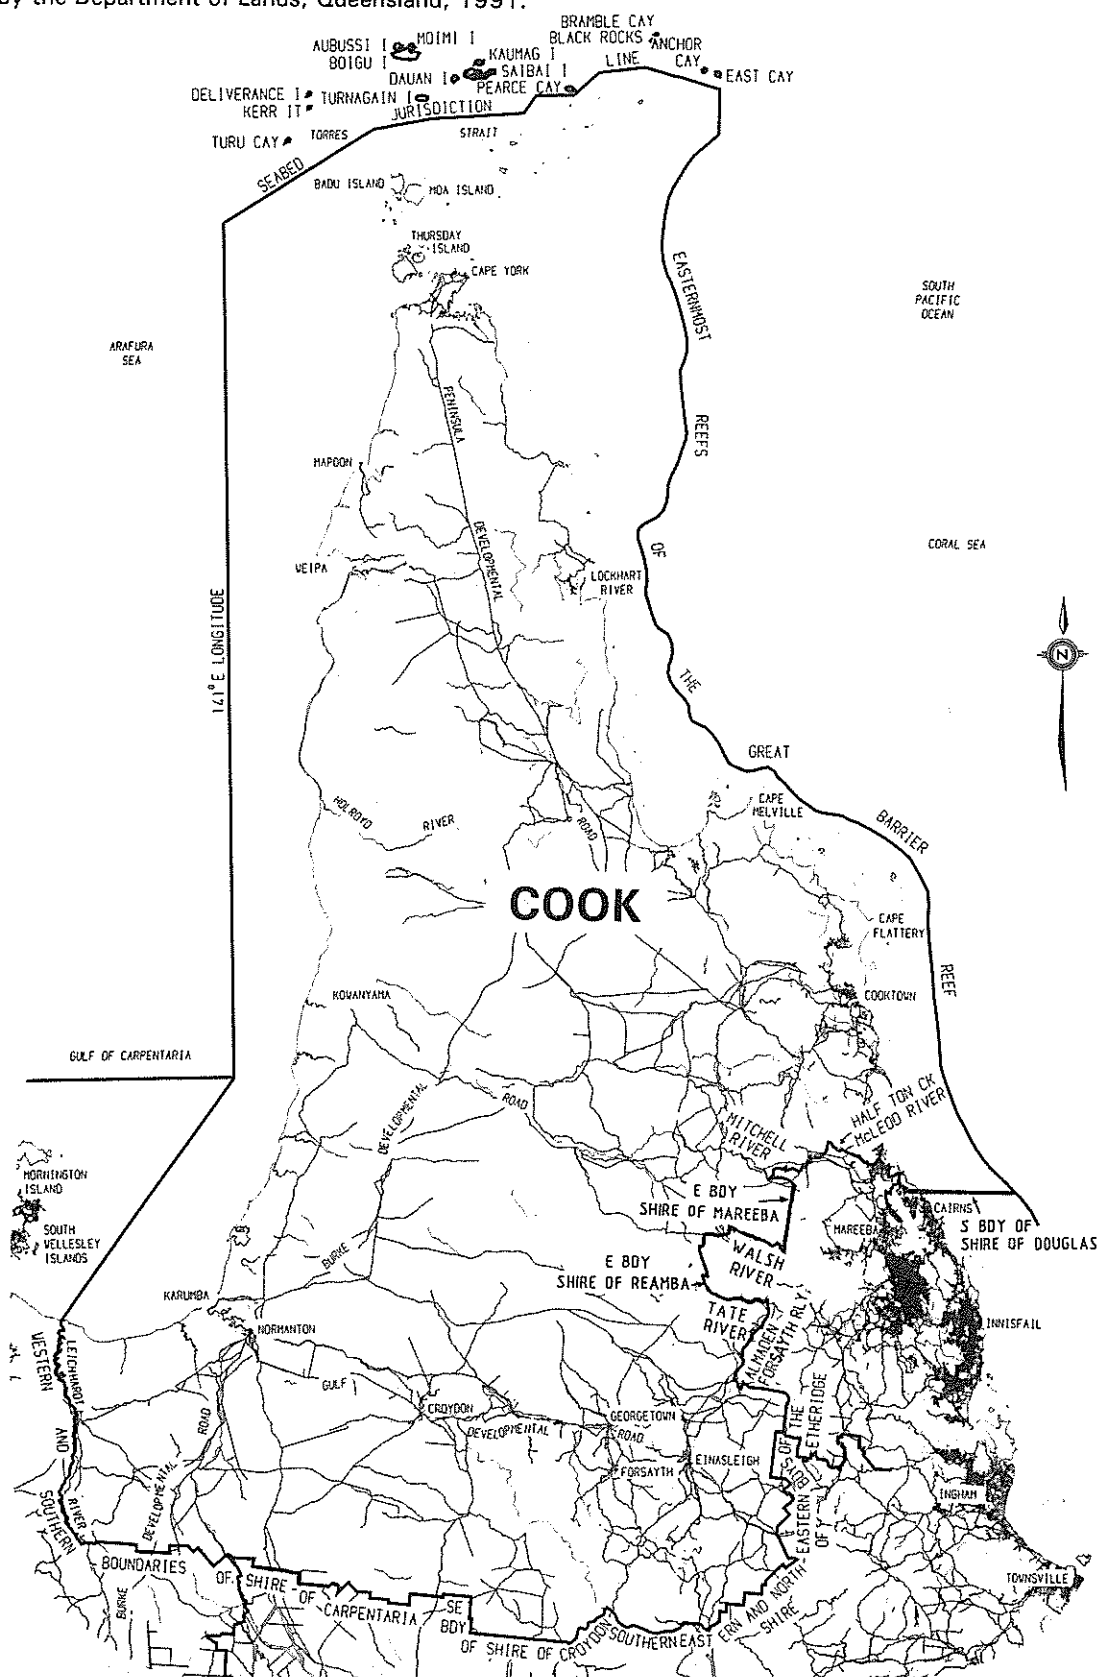 by the Department of Lands, Queensland, 1991.
BRAMBLE CAY
BLACK ROCKS
ANCHOR
CAY
EAST CAY
AUBUSSI I
MOIMI I
BOIGU I
KAUMAG I
DAUAN I
SAIBAI I
PEARCE CAY
DELIVERANCE I
TURNAGAIN I
KERR IT
TURU CAY
SEABED
JURISDICTION
LINE
TORRES
STRAIT
BADU ISLAND
MOA ISLAND
THURSDAY
ISLAND
CAPE YORK
ARAFURA
SEA
SOUTH
PACIFIC
OCEAN
EASTERNMOST
REEFS
OF
THE
GREAT
BARRIER
REEF
PENINSULA
DEVELOPMENTAL
ROAD
MAPOON
WEIPA
LOCKHART
RIVER
CORAL SEA
141°E LONGITUDE
N
CAPE
MELVILLE
HOLROYD
RIVER
COOK
CAPE
FLATTERY
COOKTOWN
KOWANYAMA
GULF OF CARPENTARIA
BURKE
DEVELOPMENTAL
ROAD
MITCHELL
RIVER
HALF TON CK
McLEOD RIVER
MORNINGTON
ISLAND
SOUTH
WELLESLEY
ISLANDS
E BDY
SHIRE OF MAREEBA
MAREEBA
CAIRNS
S BDY OF
SHIRE OF DOUGLAS
WALSH
RIVER
E BDY
SHIRE OF REAMBA
TATE
RIVER
ALMADEN
FORSAYTH RLY;
INNISFAIL
KARUMBA
NORMANTON
LEICHHARDT
RIVER
WESTERN
AND
SOUTHERN
GULF
CROYDON
DEVELOPMENTAL
ROAD
GEORGETOWN
FORSAYTH
EINASLEIGH
ROAD
DEVELOPMENTAL
BURKE
INGHAM
TOWNSVILLE
BOUNDARIES
OF SHIRE OF CARPENTARIA
SE
BDY
OF SHIRE OF CROYDON
SOUTHERN
EAST
ERN AND NORTH-
EASTERN BDYS OF THE
SHIRE
OF
ETHERIDGE